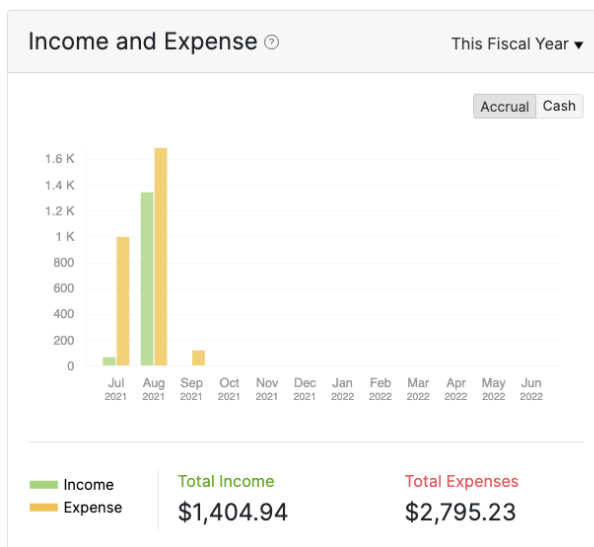 Income and Expense ?
This Fiscal Year ▼
Accrual Cash
1.6 K
1.4 K
1.2 K
1 K
800
600
400
200
0
Jul Aug Sep Oct Nov Dec Jan Feb Mar Apr May Jun
2021 2021 2021 2021 2021 2021 2022 2022 2022 2022 2022 2022
Income
Expense
Total Income
$1,404.94
Total Expenses
$2,795.23